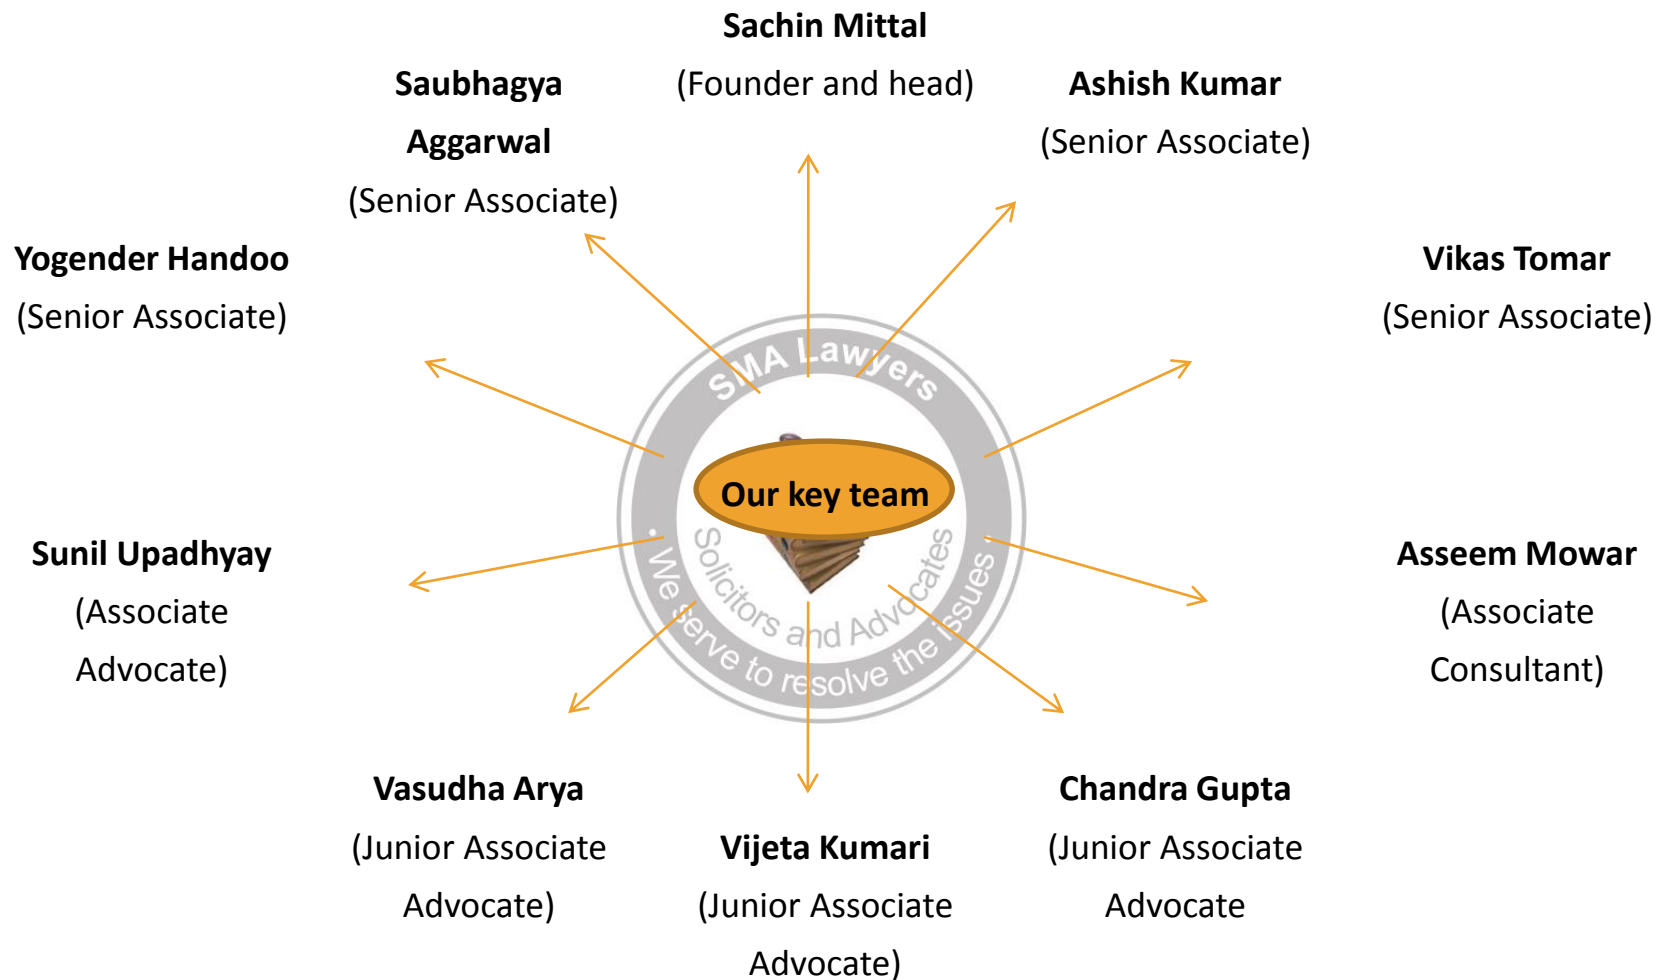 Sachin Mittal
(Founder and head)
Saubhagya
Aggarwal
(Senior Associate)
Ashish Kumar
(Senior Associate)
Yogender Handoo
(Senior Associate)
Vikas Tomar
(Senior Associate)
SMA Lawyers
Our key team
Solicitors and Advocates
• We serve to resolve the issues •
Sunil Upadhyay
(Associate
Advocate)
Asseem Mowar
(Associate
Consultant)
Vasudha Arya
(Junior Associate
Advocate)
Vijeta Kumari
(Junior Associate
Advocate)
Chandra Gupta
(Junior Associate
Advocate